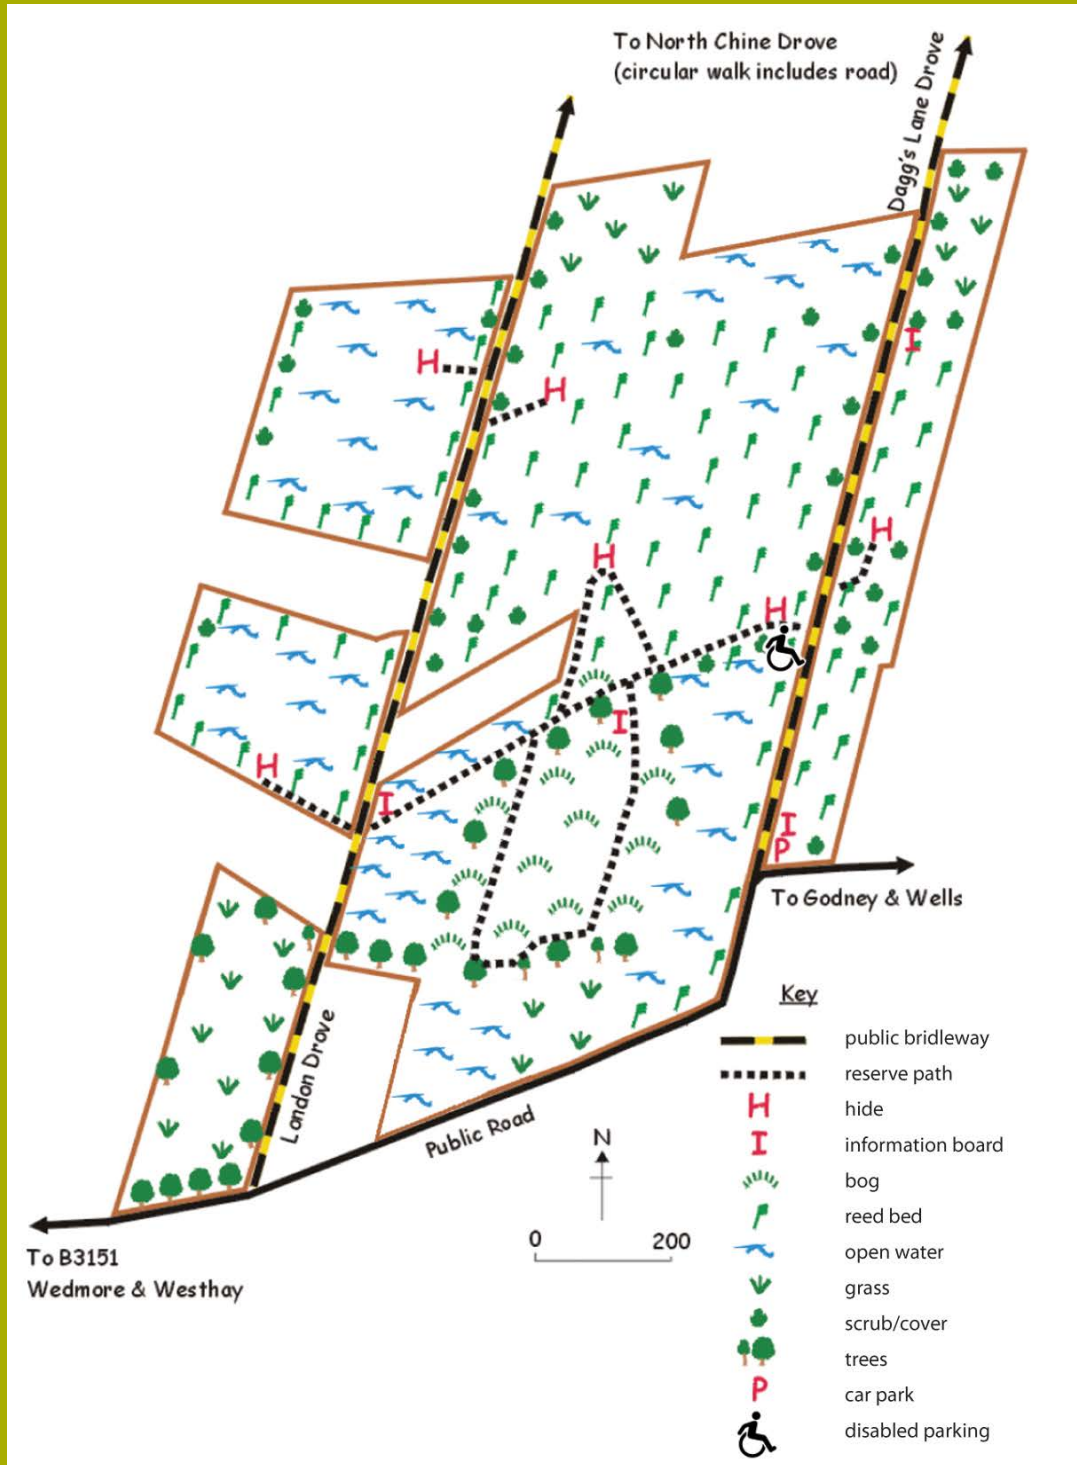 To North Chine Drove
(circular walk includes road)
Dagg's Lane Drove
H
H
I
H
H
H
I
H
I
I
P
To Godney & Wells
London Drove
Public Road
To B3151
Wedmore & Westhay
N
0 200
Key
public bridleway
reserve path
H hide
I information board
bog
reed bed
open water
grass
scrub/cover
trees
P car park
disabled parking